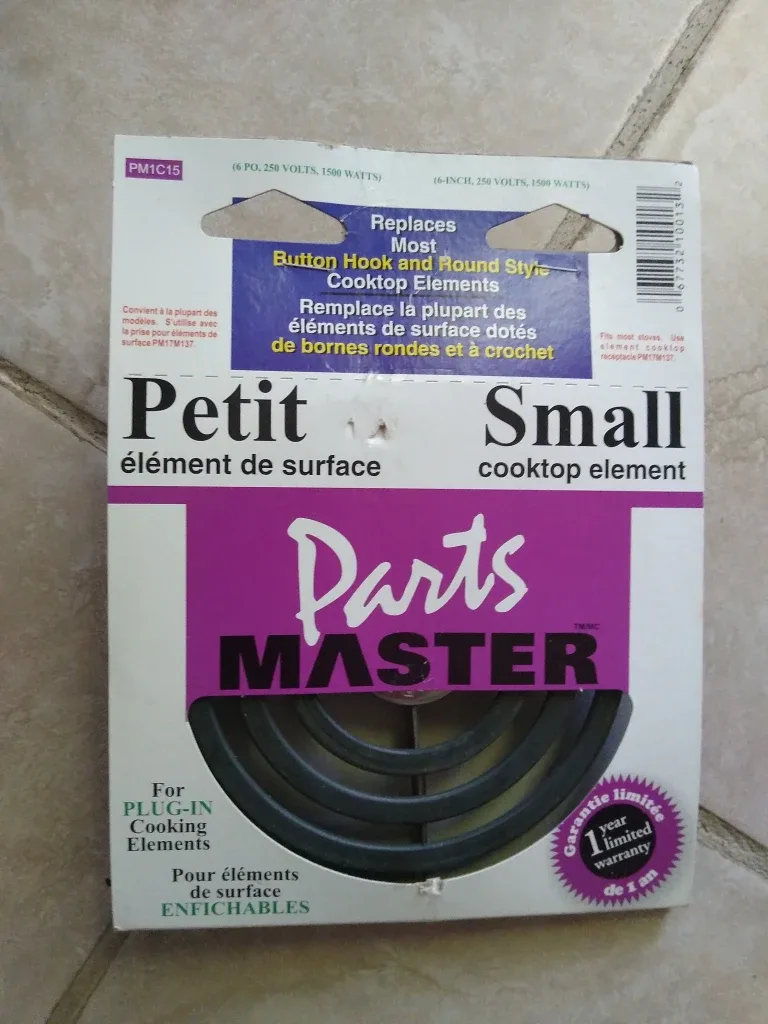 PM1C15
(6 PO, 250 VOLTS, 1500 WATTS)
(6-INCH, 250 VOLTS, 1500 WATTS)
Replaces
Most
Button Hook and Round Style
Cooktop Elements
Remplace la plupart des
éléments de surface dotés
de bornes rondes et à crochet
0 67732 10013 2
Convient à la plupart des
modèles. S'utilise avec
la prise pour éléments de
surface PM17M137.
Fits most stoves. Use
element cooktop
receptacle PM17M137.
Petit
élément de surface
Small
cooktop element
Parts
MASTER
TM/MC
For
PLUG-IN
Cooking
Elements
Pour éléments
de surface
ENFICHABLES
Garantie limitée
1 year
limited
warranty
de 1 an